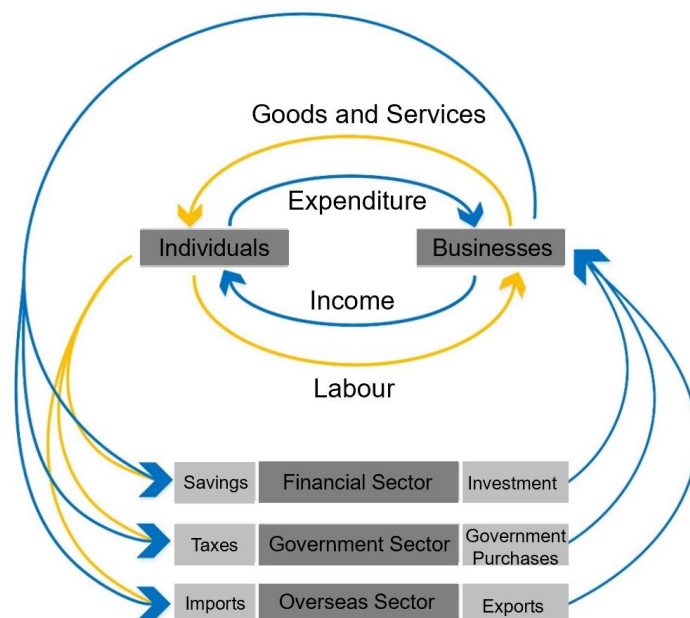 Goods and Services
Expenditure
Individuals
Businesses
Income
Labour
Savings
Financial Sector
Investment
Taxes
Government Sector
Government
Purchases
Imports
Overseas Sector
Exports